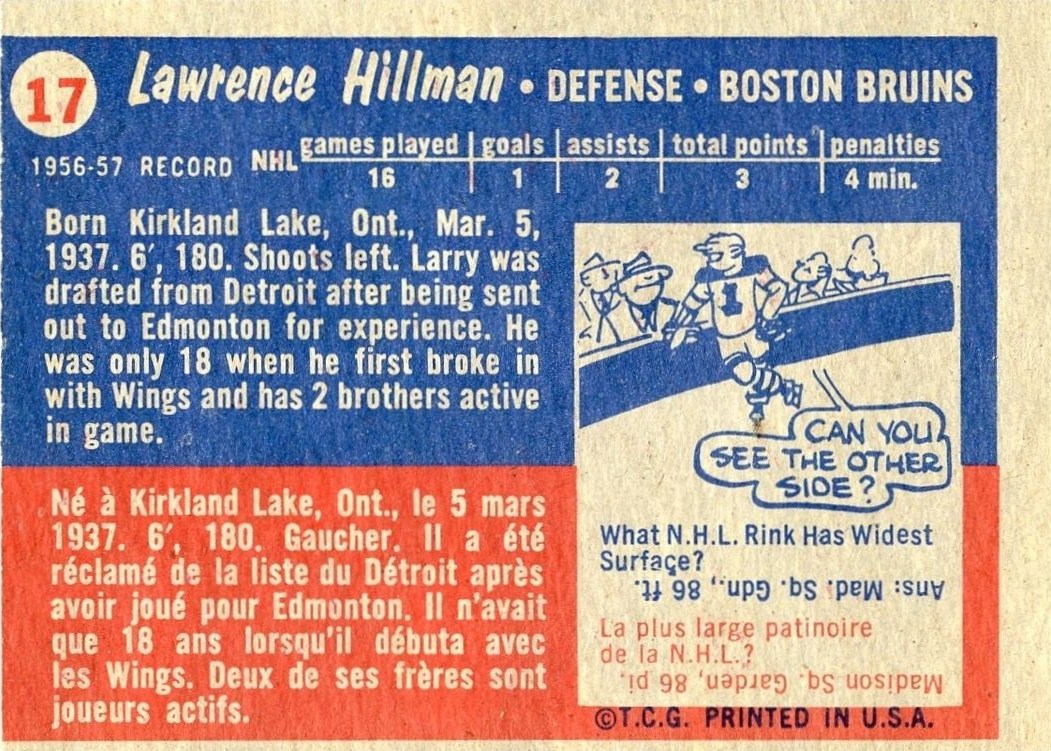 17 Lawrence Hillman • DEFENSE • BOSTON BRUINS
1956-57 RECORD NHL games played goals assists total points penalties
16 1 2 3 4 min.
Born Kirkland Lake, Ont., Mar. 5,
1937. 6', 180. Shoots left. Larry was
drafted from Detroit after being sent
out to Edmonton for experience. He
was only 18 when he first broke in
with Wings and has 2 brothers active
in game.
Né à Kirkland Lake, Ont., le 5 mars
1937. 6', 180. Gaucher. Il a été
réclamé de la liste du Détroit après
avoir joué pour Edmonton. Il n'avait
que 18 ans lorsqu'il débuta avec
les Wings. Deux de ses frères sont
joueurs actifs.
1
CAN YOU
SEE THE OTHER
SIDE?
What N.H.L. Rink Has Widest
Surface?
Ans: Mad. Sq. Gdn., 86 ft.
La plus large patinoire
de la N.H.L.?
Madison Sq. Garden, 86 pi.
©T.C.G. PRINTED IN U.S.A.